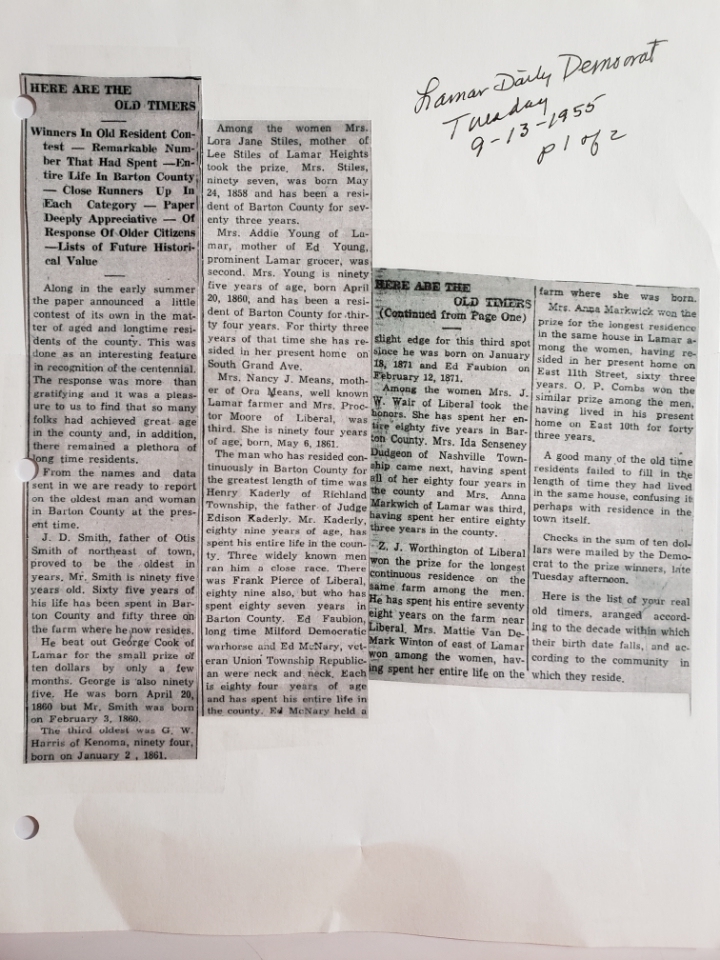 Lamar Daily Democrat
Tuesday
9-13-1955
p 1 of 2
HERE ARE THE
OLD TIMERS
Winners In Old Resident Con-
test — Remarkable Num-
ber That Had Spent —En-
tire Life In Barton County
— Close Runners Up In
Each Category — Paper
Deeply Appreciative — Of
Response Of Older Citizens
—Lists of Future Histori-
cal Value
Along in the early summer
the paper announced a little
contest of its own in the mat-
ter of aged and longtime resi-
dents of the county. This was
done as an interesting feature
in recognition of the centennial.
The response was more than
gratifying and it was a pleas-
ure to us to find that so many
folks had achieved great age
in the county and, in addition,
there remained a plethora of
long time residents.
From the names and data
sent in we are ready to report
on the oldest man and woman
in Barton County at the pres-
ent time.
J. D. Smith, father of Otis
Smith of northeast of town,
proved to be the oldest in
years. Mr. Smith is ninety five
years old. Sixty five years of
his life has been spent in Bar-
ton County and fifty three on
the farm where he now resides.
He beat out George Cook of
Lamar for the small prize of
ten dollars by only a few
months. George is also ninety
five. He was born April 20,
1860 but Mr. Smith was born
on February 3, 1860.
The third oldest was G. W.
Harris of Kenoma, ninety four,
born on January 2 , 1861.
Among the women Mrs.
Lora Jane Stiles, mother of
Lee Stiles of Lamar Heights
took the prize. Mrs. Stiles,
ninety seven, was born May
24, 1858 and has been a resi-
dent of Barton County for sev-
enty three years.
Mrs. Addie Young of La-
mar, mother of Ed Young,
prominent Lamar grocer, was
second. Mrs. Young is ninety
five years of age, born April
20, 1860, and has been a resi-
dent of Barton County for thir-
ty four years. For thirty three
years of that time she has re-
sided in her present home on
South Grand Ave.
Mrs. Nancy J. Means, moth-
er of Ora Means, well known
Lamar farmer and Mrs. Proc-
tor Moore of Liberal, was
third. She is ninety four years
of age, born, May 6, 1861.
The man who has resided con-
tinuously in Barton County for
the greatest length of time was
Henry Kaderly of Richland
Township, the father of Judge
Edison Kaderly. Mr. Kaderly,
eighty nine years of age, has
spent his entire life in the coun-
ty. Three widely known men
ran him a close race. There
was Frank Pierce of Liberal,
eighty nine also, but who has
spent eighty seven years in
Barton County. Ed Faubion,
long time Milford Democratic
warhorse and Ed McNary, vet-
eran Union Township Republic-
an were neck and neck. Each
is eighty four years of age
and has spent his entire life in
the county. Ed McNary held a
HERE ARE THE
OLD TIMERS
(Continued from Page One)
slight edge for this third spot
since he was born on January
18, 1871 and Ed Faubion on
February 12, 1871.
Among the women Mrs. J.
W. Wair of Liberal took the
honors. She has spent her en-
tire eighty five years in Bar-
ton County. Mrs. Ida Senseney
Dudgeon of Nashville Town-
ship came next, having spent
all of her eighty four years in
the county and Mrs. Anna
Markwich of Lamar was third,
having spent her entire eighty
three years in the county.
Z. J. Worthington of Liberal
won the prize for the longest
continuous residence on the
same farm among the men.
He has spent his entire seventy
eight years on the farm near
Liberal. Mrs. Mattie Van De-
Mark Winton of east of Lamar
won among the women, hav-
ing spent her entire life on the
farm where she was born.
Mrs. Anna Markwick won the
prize for the longest residence
in the same house in Lamar a-
mong the women, having re-
sided in her present home on
East 11th Street, sixty three
years. O. P. Combs won the
similar prize among the men,
having lived in his present
home on East 10th for forty
three years.
A good many of the old time
residents failed to fill in the
length of time they had lived
in the same house, confusing it
perhaps with residence in the
town itself.
Checks in the sum of ten dol-
lars were mailed by the Demo-
crat to the prize winners, late
Tuesday afternoon.
Here is the list of your real
old timers, aranged accord-
ing to the decade within which
their birth date falls, and ac-
cording to the community in
which they reside.